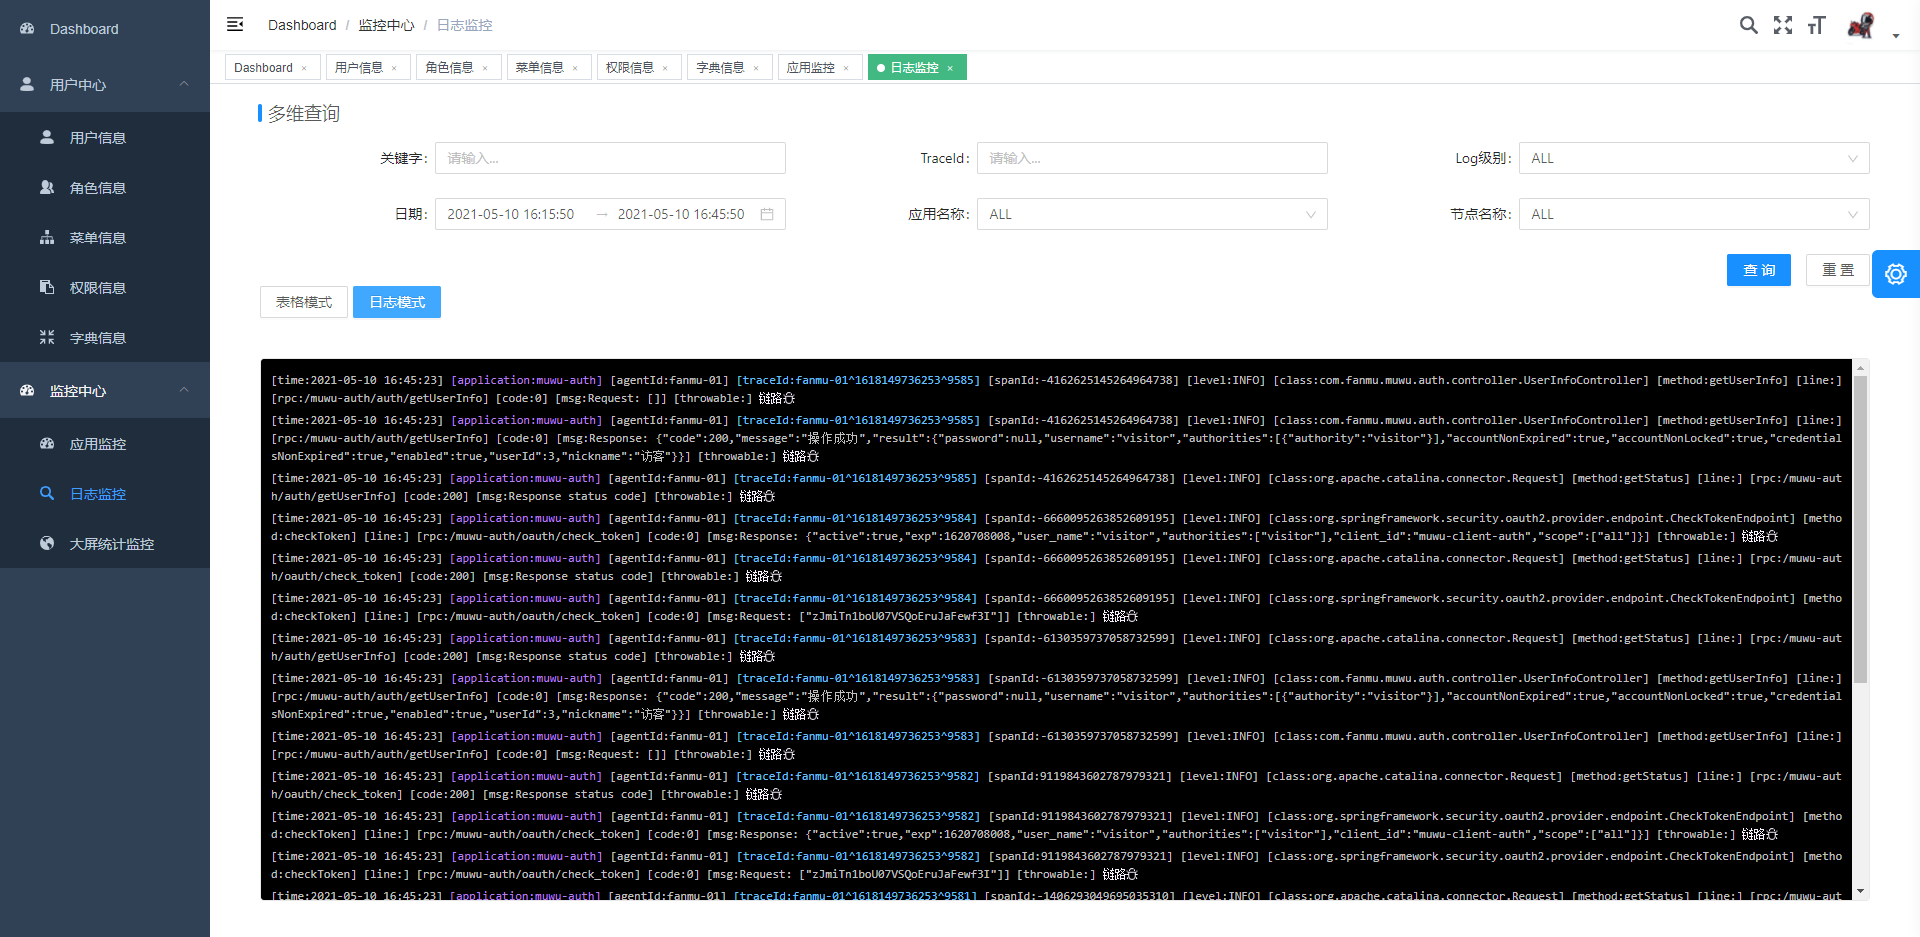 Dashboard
用户中心
用户信息
角色信息
菜单信息
权限信息
字典信息
监控中心
应用监控
日志监控
大屏统计监控
Dashboard / 监控中心 / 日志监控
Dashboard × 用户信息 × 角色信息 × 菜单信息 × 权限信息 × 字典信息 × 应用监控 × 日志监控 ×
多维查询
关键字: 请输入... TraceId: 请输入... Log级别: ALL
日期: 2021-05-10 16:15:50 → 2021-05-10 16:45:50 应用名称: ALL 节点名称: ALL
查 询 重 置
表格模式 日志模式
[time:2021-05-10 16:45:23] [application:muwu-auth] [agentId:fanmu-01] [traceId:fanmu-01^1618149736253^9585] [spanId:-4162625145264964738] [level:INFO] [class:com.fanmu.muwu.auth.controller.UserInfoController] [method:getUserInfo] [line:]
[rpc:/muwu-auth/auth/getUserInfo] [code:0] [msg:Request: []] [throwable:] 链路
[time:2021-05-10 16:45:23] [application:muwu-auth] [agentId:fanmu-01] [traceId:fanmu-01^1618149736253^9585] [spanId:-4162625145264964738] [level:INFO] [class:com.fanmu.muwu.auth.controller.UserInfoController] [method:getUserInfo] [line:]
[rpc:/muwu-auth/auth/getUserInfo] [code:0] [msg:Response: {"code":200,"message":"操作成功","result":{"password":null,"username":"visitor","authorities":[{"authority":"visitor"}],"accountNonExpired":true,"accountNonLocked":true,"credential
sNonExpired":true,"enabled":true,"userId":3,"nickname":"访客"}}] [throwable:] 链路
[time:2021-05-10 16:45:23] [application:muwu-auth] [agentId:fanmu-01] [traceId:fanmu-01^1618149736253^9585] [spanId:-4162625145264964738] [level:INFO] [class:org.apache.catalina.connector.Request] [method:getStatus] [line:] [rpc:/muwu-aut
h/auth/getUserInfo] [code:200] [msg:Response status code] [throwable:] 链路
[time:2021-05-10 16:45:23] [application:muwu-auth] [agentId:fanmu-01] [traceId:fanmu-01^1618149736253^9584] [spanId:-6660095263852609195] [level:INFO] [class:org.springframework.security.oauth2.provider.endpoint.CheckTokenEndpoint] [metho
d:checkToken] [line:] [rpc:/muwu-auth/oauth/check_token] [code:0] [msg:Response: {"active":true,"exp":1620708008,"user_name":"visitor","authorities":["visitor"],"client_id":"muwu-client-auth","scope":["all"]}] [throwable:] 链路
[time:2021-05-10 16:45:23] [application:muwu-auth] [agentId:fanmu-01] [traceId:fanmu-01^1618149736253^9584] [spanId:-6660095263852609195] [level:INFO] [class:org.apache.catalina.connector.Request] [method:getStatus] [line:] [rpc:/muwu-aut
h/oauth/check_token] [code:200] [msg:Response status code] [throwable:] 链路
[time:2021-05-10 16:45:23] [application:muwu-auth] [agentId:fanmu-01] [traceId:fanmu-01^1618149736253^9584] [spanId:-6660095263852609195] [level:INFO] [class:org.springframework.security.oauth2.provider.endpoint.CheckTokenEndpoint] [metho
d:checkToken] [line:] [rpc:/muwu-auth/oauth/check_token] [code:0] [msg:Request: ["zJmiTn1boU07VSQoEruJaFewf3I"]] [throwable:] 链路
[time:2021-05-10 16:45:23] [application:muwu-auth] [agentId:fanmu-01] [traceId:fanmu-01^1618149736253^9583] [spanId:-6130359737058732599] [level:INFO] [class:org.apache.catalina.connector.Request] [method:getStatus] [line:] [rpc:/muwu-aut
h/auth/getUserInfo] [code:200] [msg:Response status code] [throwable:] 链路
[time:2021-05-10 16:45:23] [application:muwu-auth] [agentId:fanmu-01] [traceId:fanmu-01^1618149736253^9583] [spanId:-6130359737058732599] [level:INFO] [class:com.fanmu.muwu.auth.controller.UserInfoController] [method:getUserInfo] [line:]
[rpc:/muwu-auth/auth/getUserInfo] [code:0] [msg:Response: {"code":200,"message":"操作成功","result":{"password":null,"username":"visitor","authorities":[{"authority":"visitor"}],"accountNonExpired":true,"accountNonLocked":true,"credential
sNonExpired":true,"enabled":true,"userId":3,"nickname":"访客"}}] [throwable:] 链路
[time:2021-05-10 16:45:23] [application:muwu-auth] [agentId:fanmu-01] [traceId:fanmu-01^1618149736253^9583] [spanId:-6130359737058732599] [level:INFO] [class:com.fanmu.muwu.auth.controller.UserInfoController] [method:getUserInfo] [line:]
[rpc:/muwu-auth/auth/getUserInfo] [code:0] [msg:Request: []] [throwable:] 链路
[time:2021-05-10 16:45:23] [application:muwu-auth] [agentId:fanmu-01] [traceId:fanmu-01^1618149736253^9582] [spanId:9119843602787979321] [level:INFO] [class:org.apache.catalina.connector.Request] [method:getStatus] [line:] [rpc:/muwu-aut
h/oauth/check_token] [code:200] [msg:Response status code] [throwable:] 链路
[time:2021-05-10 16:45:23] [application:muwu-auth] [agentId:fanmu-01] [traceId:fanmu-01^1618149736253^9582] [spanId:9119843602787979321] [level:INFO] [class:org.springframework.security.oauth2.provider.endpoint.CheckTokenEndpoint] [metho
d:checkToken] [line:] [rpc:/muwu-auth/oauth/check_token] [code:0] [msg:Response: {"active":true,"exp":1620708008,"user_name":"visitor","authorities":["visitor"],"client_id":"muwu-client-auth","scope":["all"]}] [throwable:] 链路
[time:2021-05-10 16:45:23] [application:muwu-auth] [agentId:fanmu-01] [traceId:fanmu-01^1618149736253^9582] [spanId:9119843602787979321] [level:INFO] [class:org.springframework.security.oauth2.provider.endpoint.CheckTokenEndpoint] [metho
d:checkToken] [line:] [rpc:/muwu-auth/oauth/check_token] [code:0] [msg:Request: ["zJmiTn1boU07VSQoEruJaFewf3I"]] [throwable:] 链路
[time:2021-05-10 16:45:23] [application:muwu-auth] [agentId:fanmu-01] [traceId:fanmu-01^1618149736253^9581] [spanId:-1406293049695035310] [level:INFO] [class:org.apache.catalina.connector.Request] [method:getStatus] [line:] [rpc:/muwu-aut